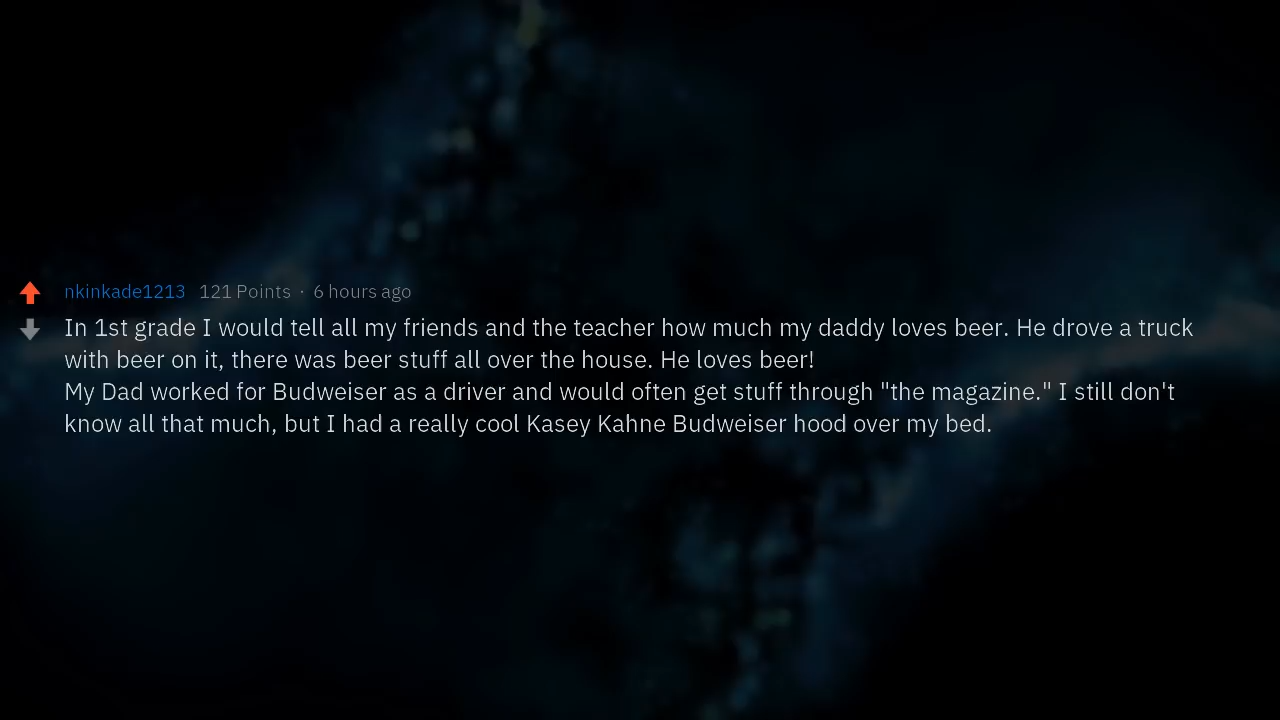 nkinkade1213 121 Points · 6 hours ago
In 1st grade I would tell all my friends and the teacher how much my daddy loves beer. He drove a truck
with beer on it, there was beer stuff all over the house. He loves beer!
My Dad worked for Budweiser as a driver and would often get stuff through "the magazine." I still don't
know all that much, but I had a really cool Kasey Kahne Budweiser hood over my bed.